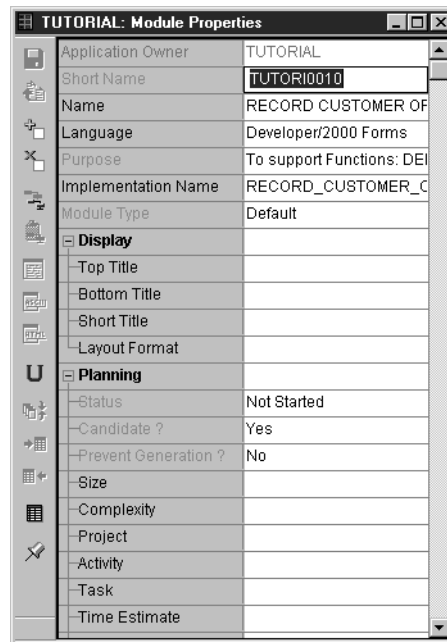 TUTORIAL: Module Properties
Application Owner TUTORIAL
Short Name TUTORI0010
Name RECORD CUSTOMER OF
Language Developer/2000 Forms
Purpose To support Functions: DEI
Implementation Name RECORD_CUSTOMER_C
Module Type Default
Display
Top Title
Bottom Title
Short Title
Layout Format
Planning
Status Not Started
Candidate ? Yes
Prevent Generation ? No
Size
Complexity
Project
Activity
Task
Time Estimate
ASCII
HTML
U